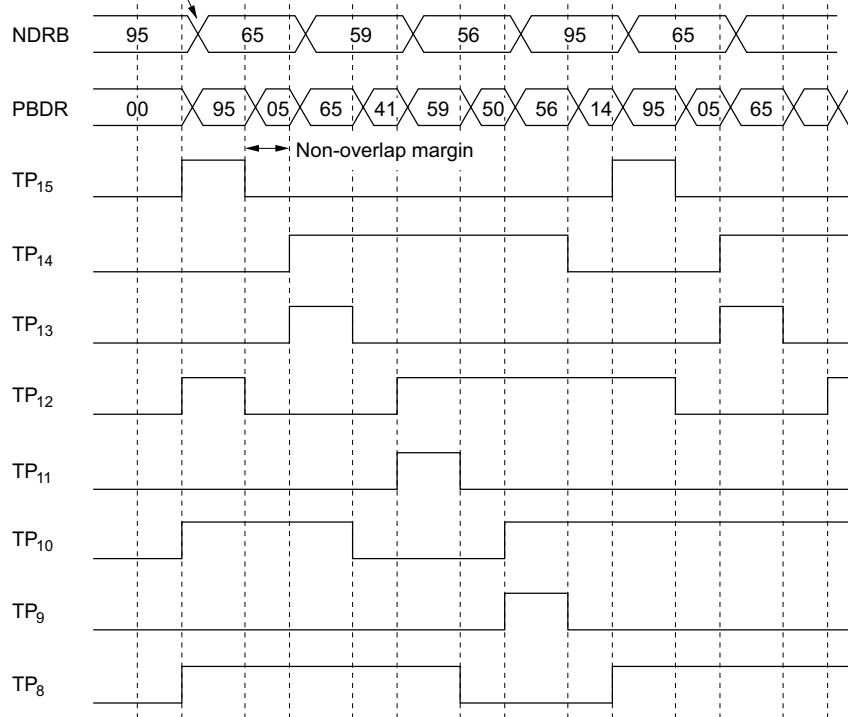 NDRB 95 65 59 56 95 65
PBDR 00 95 05 65 41 59 50 56 14 95 05 65
Non-overlap margin
TP15
TP14
TP13
TP12
TP11
TP10
TP9
TP8